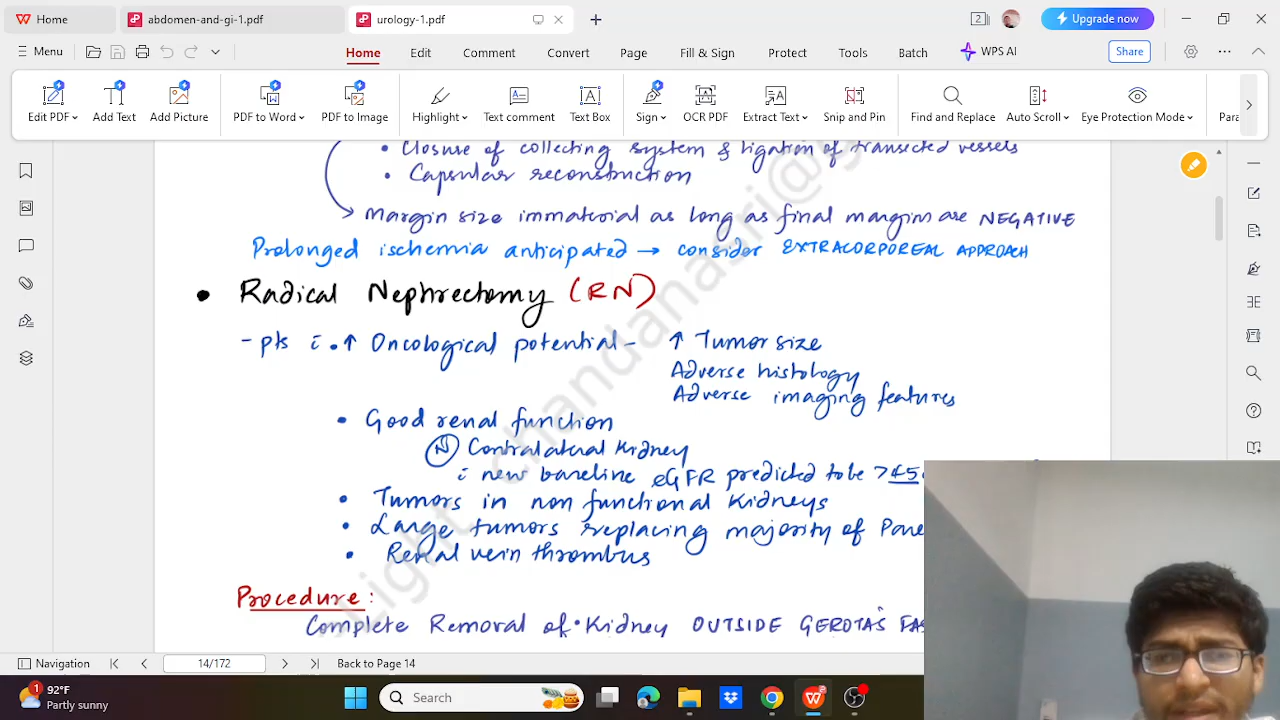 Home
abdomen-and-gi-1.pdf
urology-1.pdf
Upgrade now
Menu
Home
Edit
Comment
Convert
Page
Fill & Sign
Protect
Tools
Batch
WPS AI
Share
Edit PDF
Add Text
Add Picture
PDF to Word
PDF to Image
Highlight
Text comment
Text Box
Sign
OCR PDF
Extract Text
Snip and Pin
Find and Replace
Auto Scroll
Eye Protection Mode
Para
• Closure of collecting system & ligation of transected vessels
• Capsular reconstruction
Margin size immaterial as long as final margins are NEGATIVE
Prolonged ischemia anticipated → consider EXTRACORPOREAL APPROACH
• Radical Nephrectomy (RN)
- pts c̄ • ↑ Oncological potential - ↑ Tumor size
Adverse histology
Adverse imaging features
• Good renal function
(N) Contralateral Kidney
c̄ new baseline eGFR predicted to be >45
• Tumors in non functional Kidneys
• Large tumors replacing majority of Pare
• Renal vein thrombus
Procedure:
Complete Removal of Kidney OUTSIDE GEROTA'S FAS
chandanasri@g
Navigation
14/172
Back to Page 14
1
92°F
Partly sunny
Search